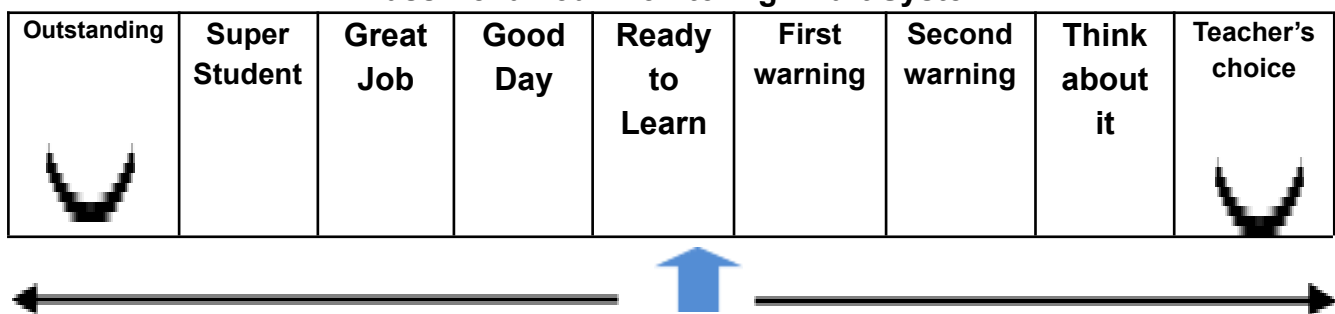 Outstanding
Super
Student
Great
Job
Good
Day
Ready
to
Learn
First
warning
Second
warning
Think
about
it
Teacher's
choice